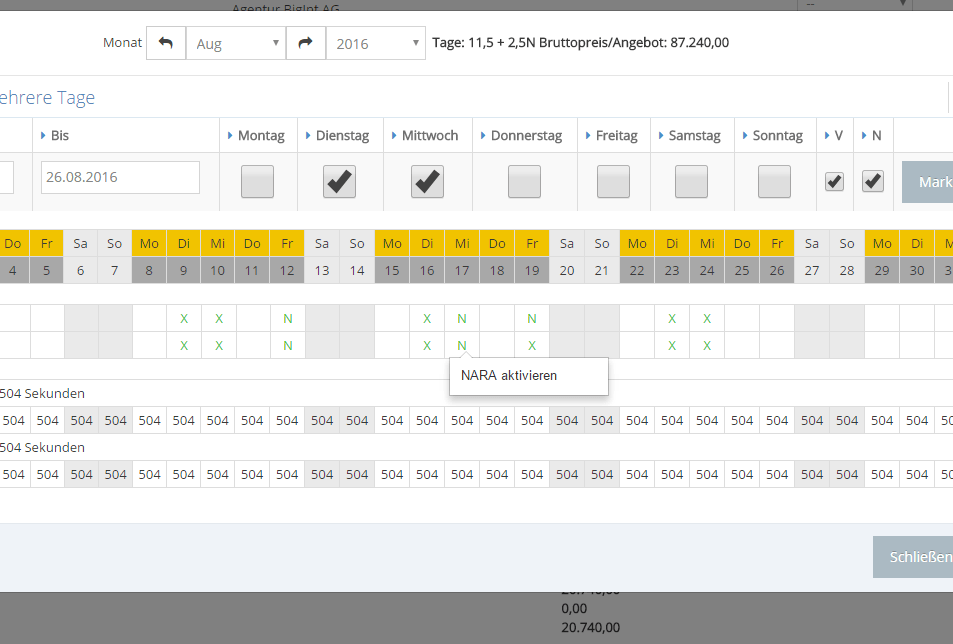 Agentur BigInt AG
--
Monat Aug 2016 Tage: 11,5 + 2,5N Bruttopreis/Angebot: 87.240,00
ehrere Tage
Bis Montag Dienstag Mittwoch Donnerstag Freitag Samstag Sonntag V N
26.08.2016 Mark
Do Fr Sa So Mo Di Mi Do Fr Sa So Mo Di Mi Do Fr Sa So Mo Di Mi Do Fr Sa So Mo Di M
4 5 6 7 8 9 10 11 12 13 14 15 16 17 18 19 20 21 22 23 24 25 26 27 28 29 30 3
X X N X N N X X
X X N X N X X X
NARA aktivieren
504 Sekunden
504 504 504 504 504 504 504 504 504 504 504 504 504 504 504 504 504 504 504 504 504 504 504 504 504 504 504 50
504 Sekunden
504 504 504 504 504 504 504 504 504 504 504 504 504 504 504 504 504 504 504 504 504 504 504 504 504 504 504 50
Schließen
20.740,00
0,00
20.740,00